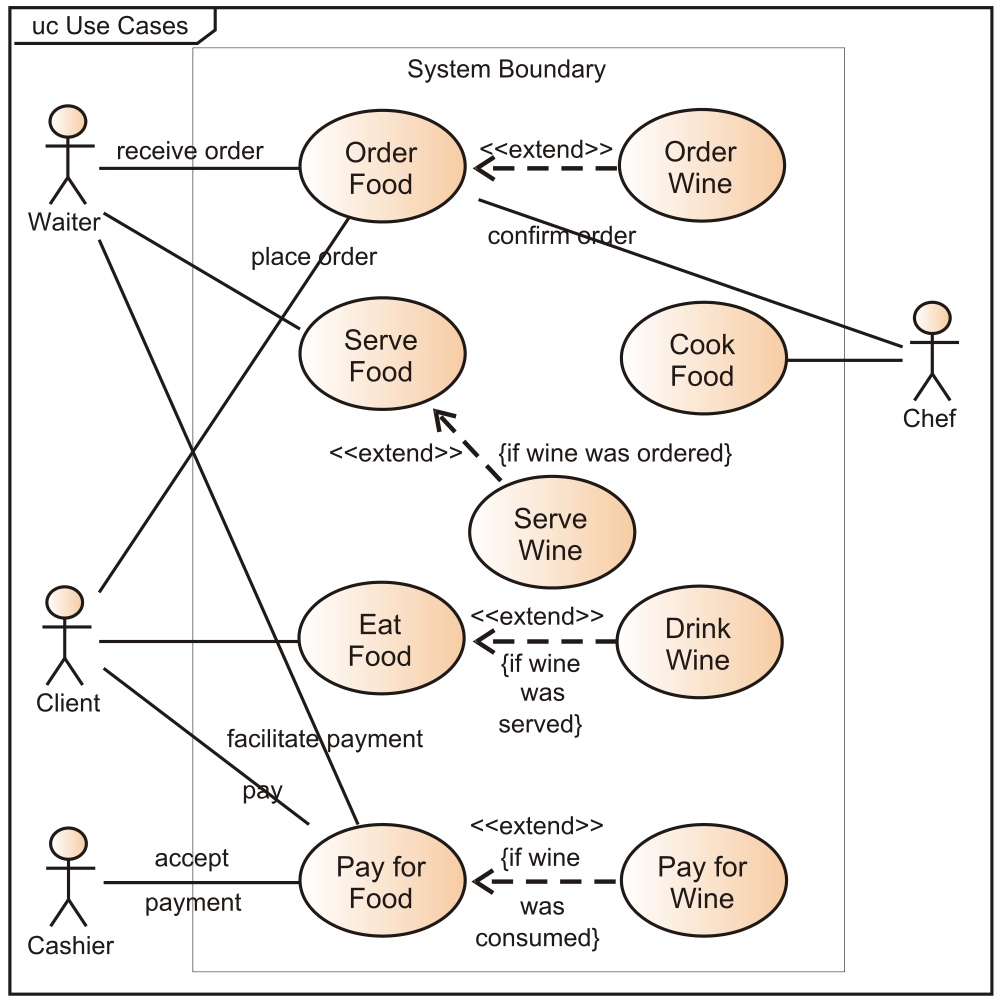 uc Use Cases
System Boundary
receive order
Order
Food
<<extend>>
Order
Wine
Waiter
place order
confirm order
Serve
Food
Cook
Food
Chef
<<extend>>
{if wine was ordered}
Serve
Wine
Client
Eat
Food
<<extend>>
{if wine
was
served}
Drink
Wine
facilitate payment
pay
Cashier
accept
payment
Pay for
Food
<<extend>>
{if wine
was
consumed}
Pay for
Wine